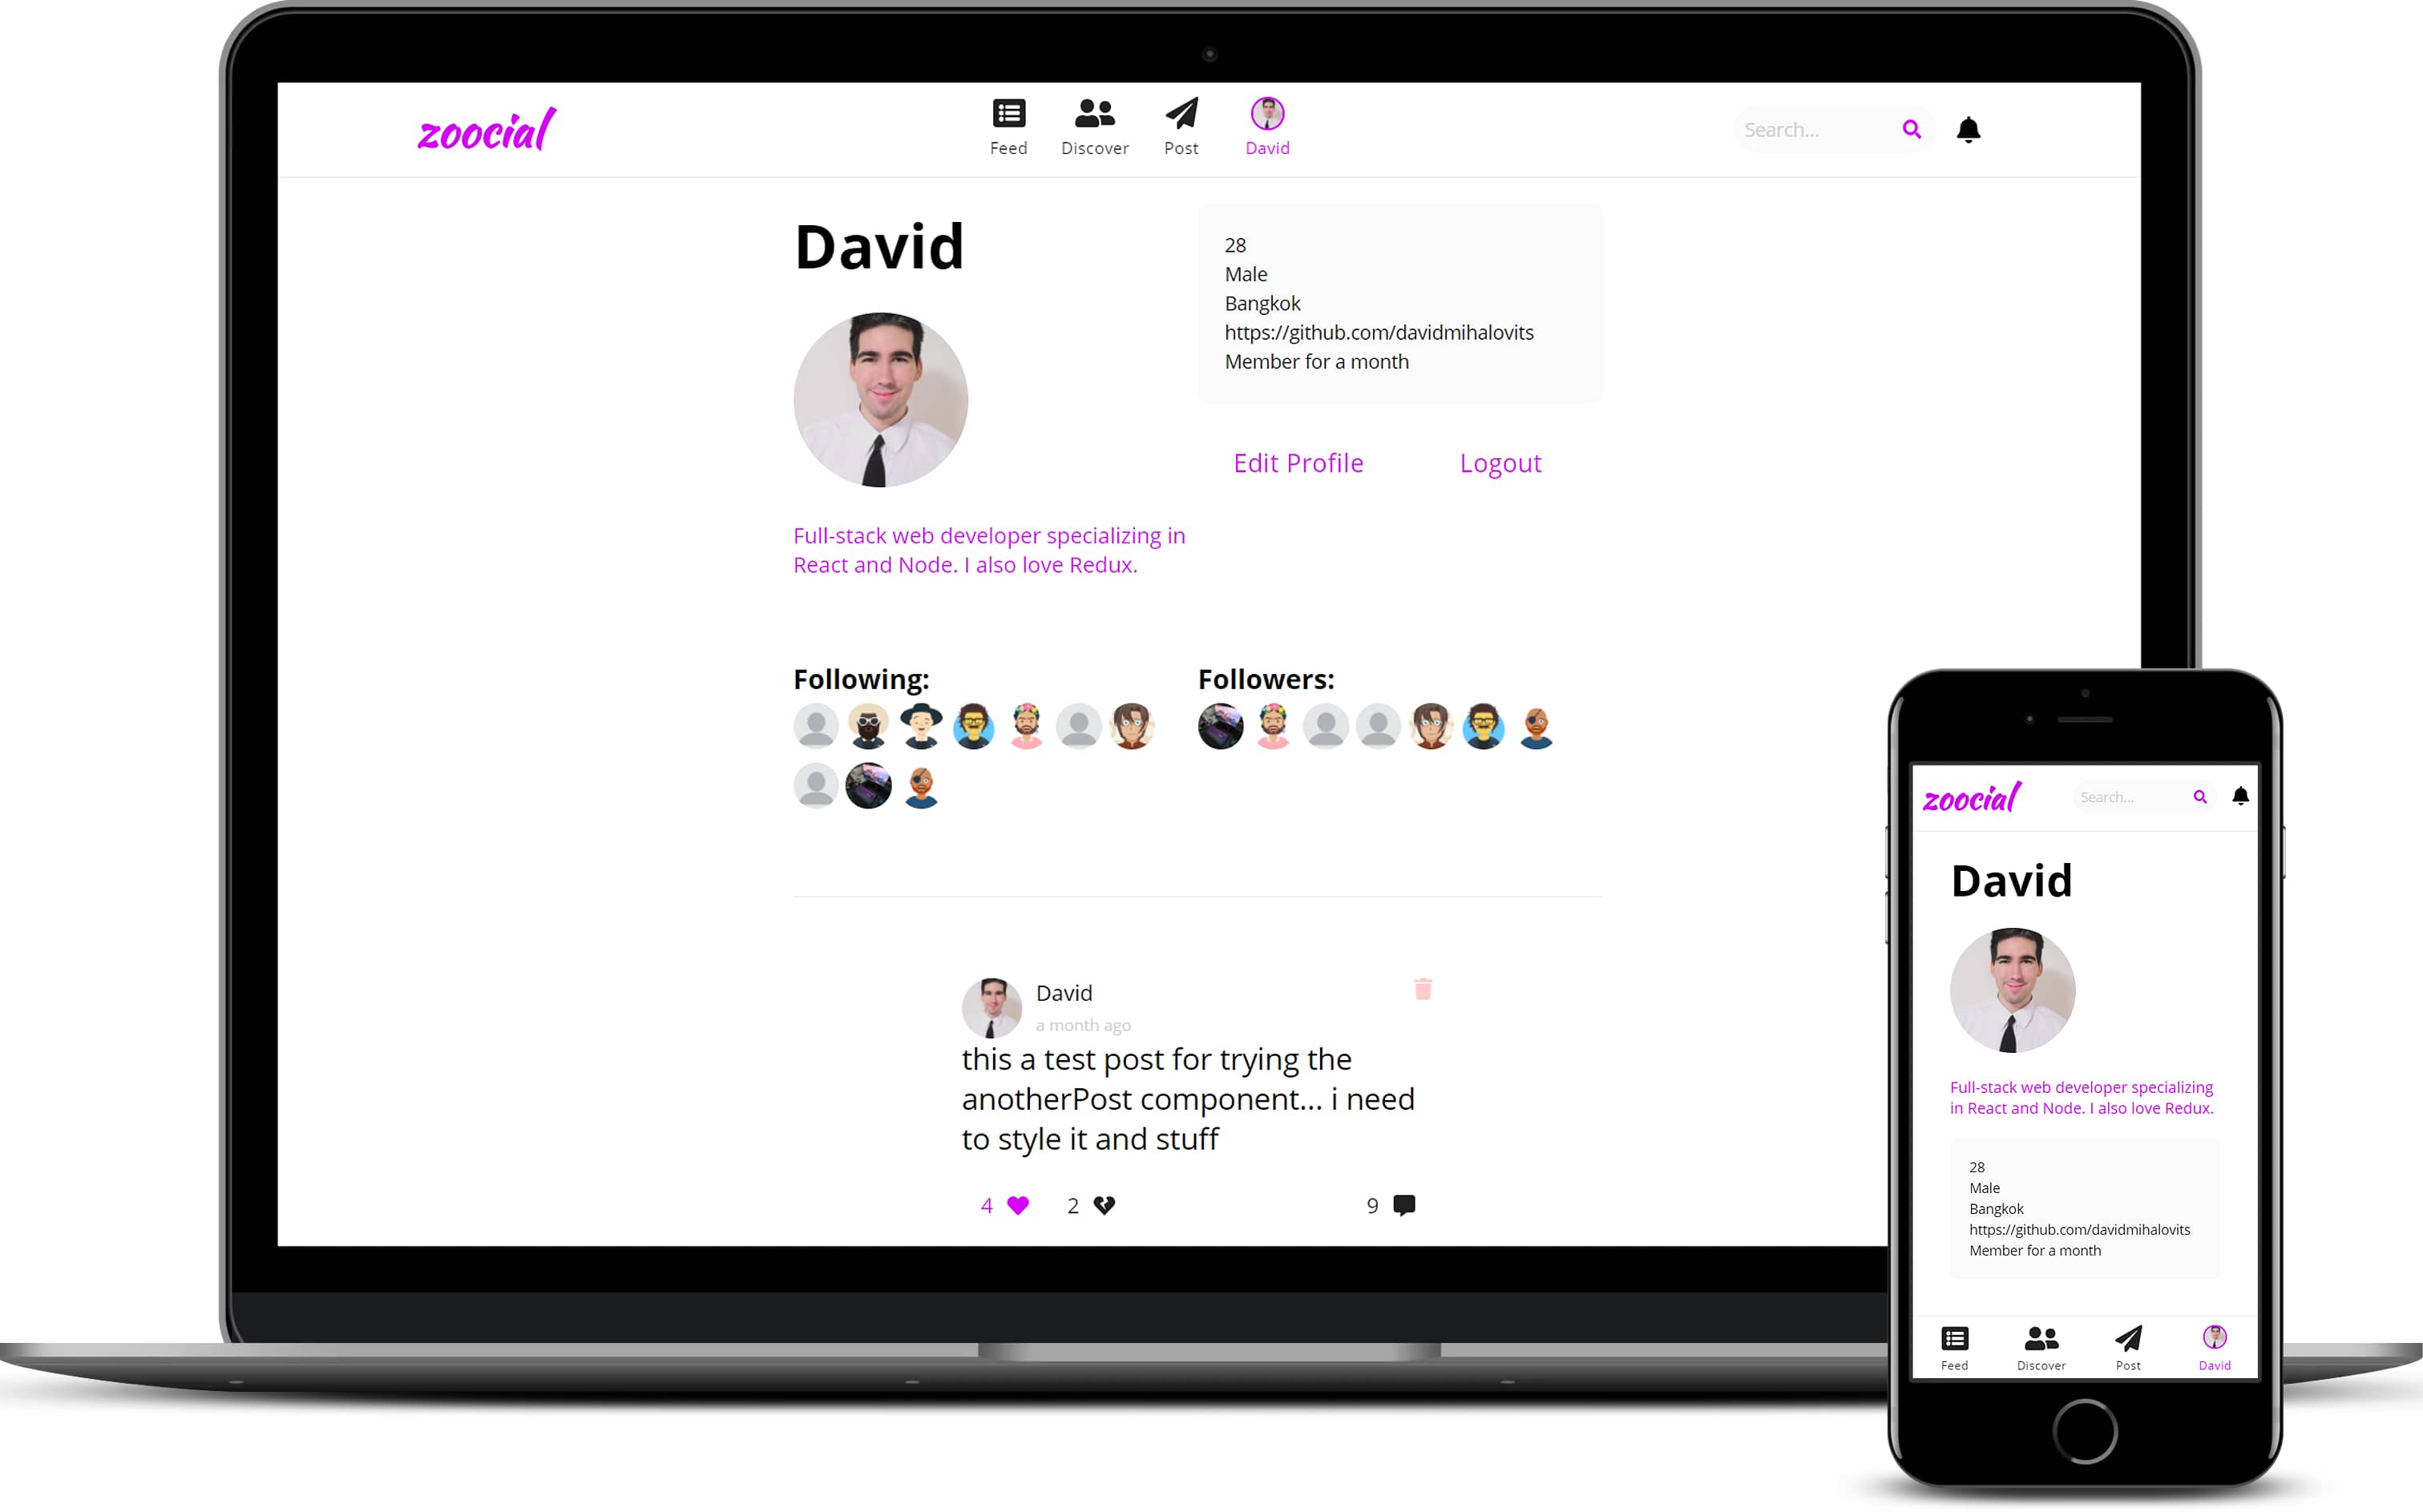 zoocial
Feed Discover Post David
Search...
David
28
Male
Bangkok
https://github.com/davidmihalovits
Member for a month
Edit Profile Logout
Full-stack web developer specializing in
React and Node. I also love Redux.
Following:
Followers:
David
a month ago
this a test post for trying the
anotherPost component... i need
to style it and stuff
4 2 9
zoocial
Search...
David
Full-stack web developer specializing
in React and Node. I also love Redux.
28
Male
Bangkok
https://github.com/davidmihalovits
Member for a month
Feed Discover Post David